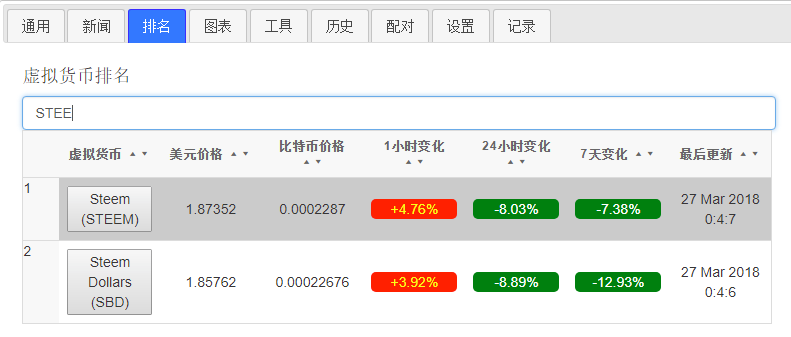 通用 新闻 排名 图表 工具 历史 配对 设置 记录
虚拟货币排名
STEE
虚拟货币 ▲▼ 美元价格 ▲▼ 比特币价格 ▲▼ 1小时变化 ▲▼ 24小时变化 ▲▼ 7天变化 ▲▼ 最后更新 ▲▼
1 Steem (STEEM) 1.87352 0.0002287 +4.76% -8.03% -7.38% 27 Mar 2018 0:4:7
2 Steem Dollars (SBD) 1.85762 0.00022676 +3.92% -8.89% -12.93% 27 Mar 2018 0:4:6